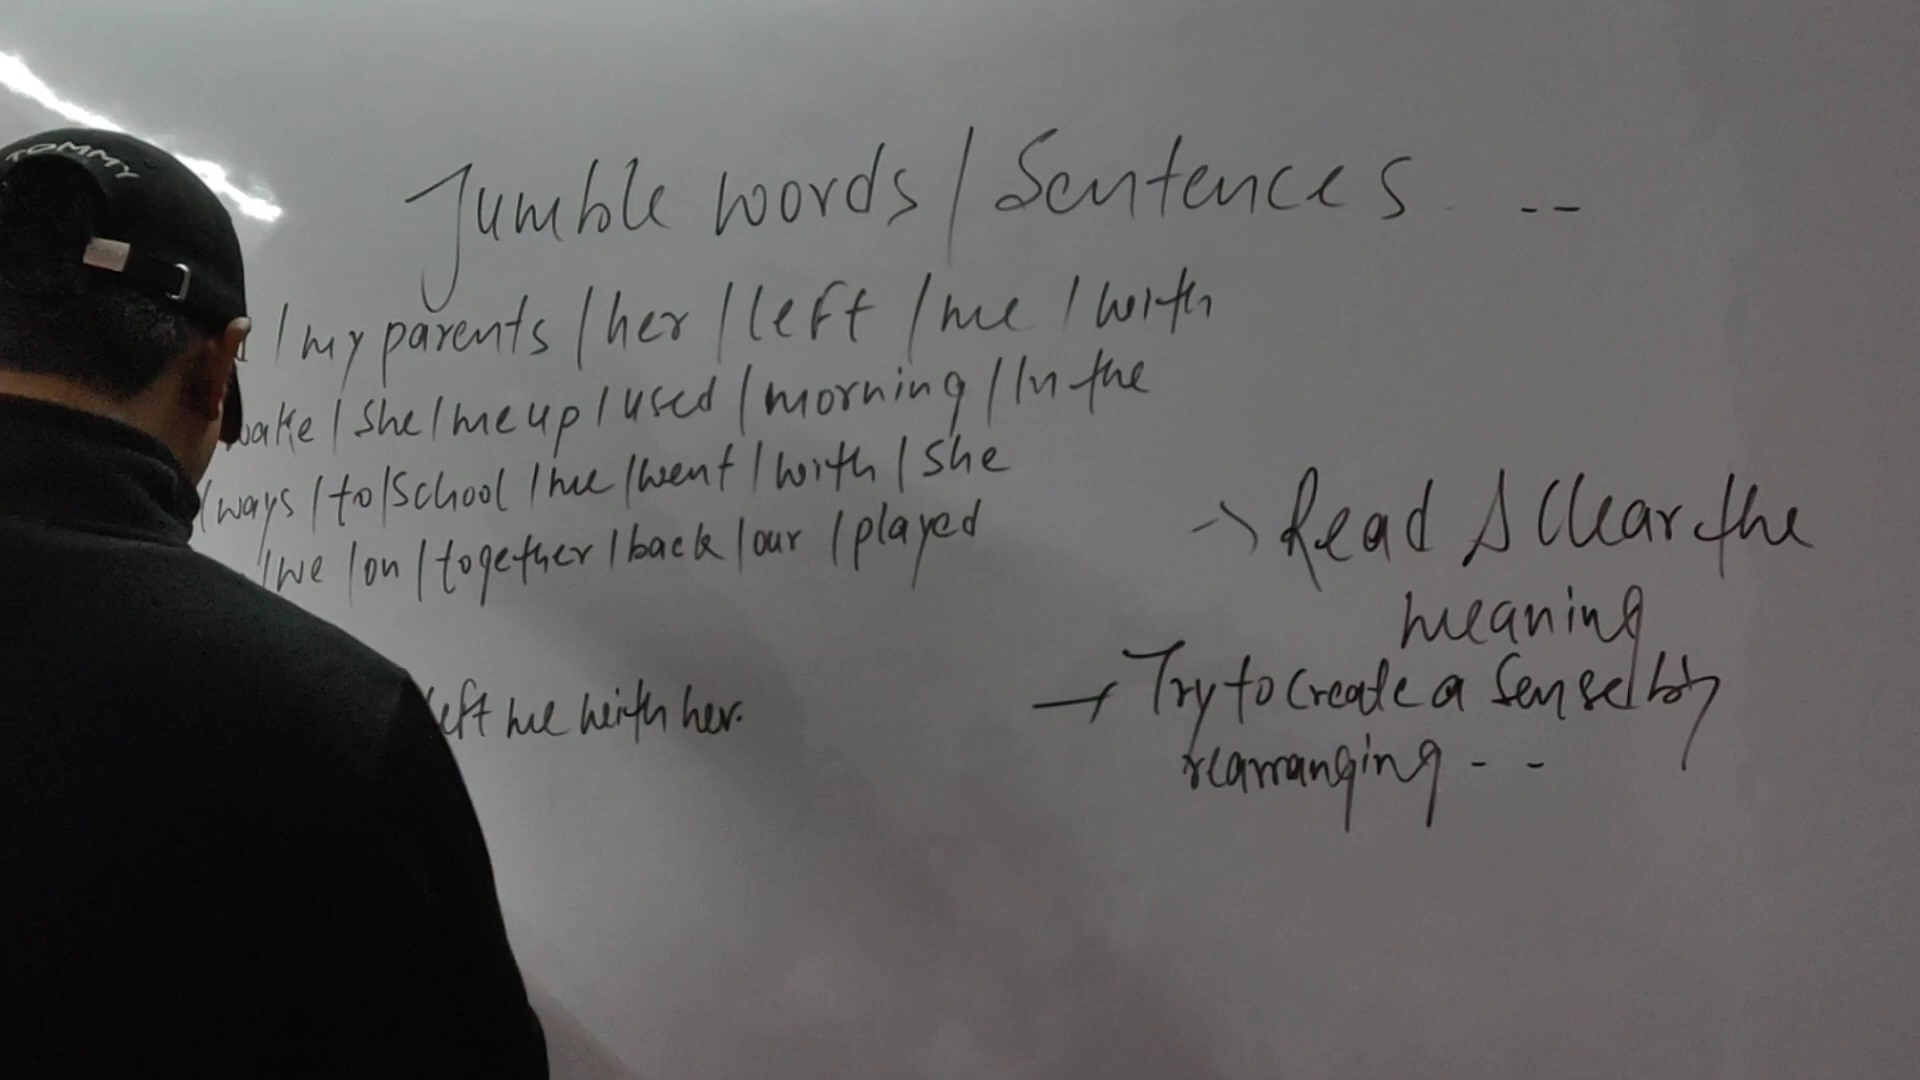 TOMMY
Jumble words / Sentences . --
/ my parents / her / left / me / with
/ She / me up / used / morning / In the
ways / to / School / me / went / with / she
/ we / on / together / back / our / played
-> Read & Clear the
meaning
left me with her.
-> Try to create a sense by
rearranging - -